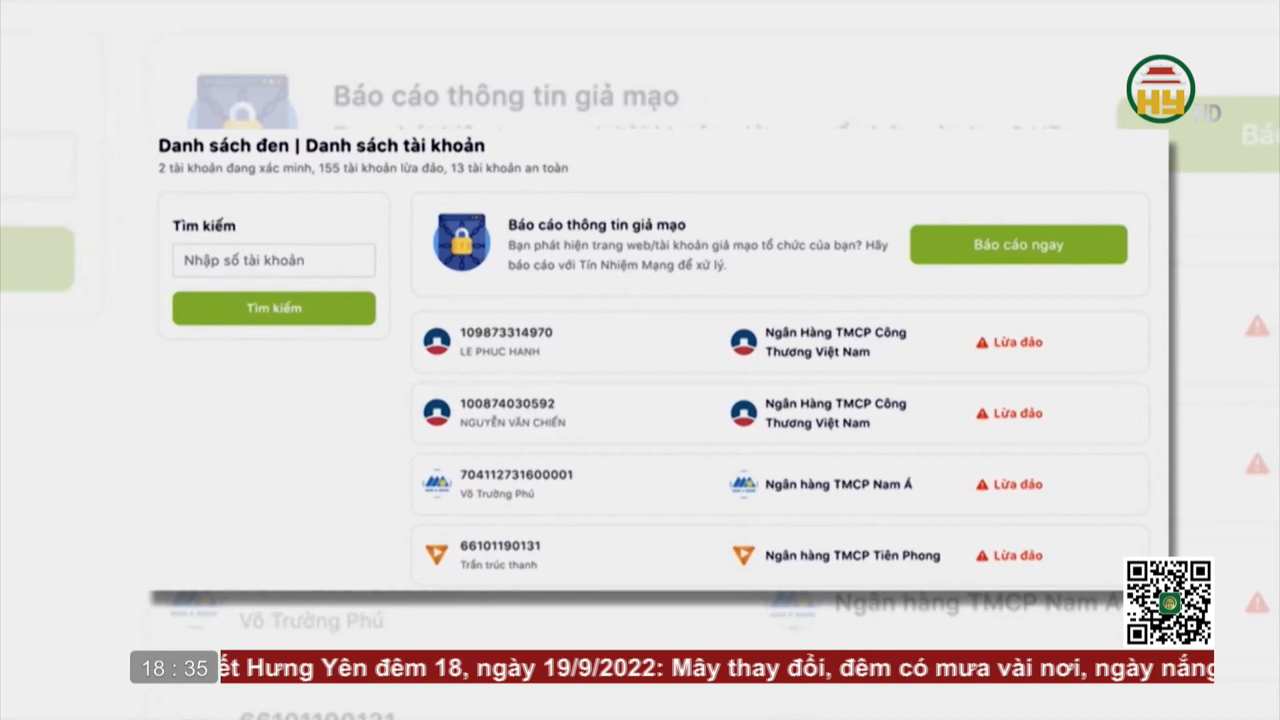 Báo cáo thông tin giả mạo
HY HD
Bá
Danh sách đen | Danh sách tài khoản
2 tài khoản đang xác minh, 155 tài khoản lừa đảo, 13 tài khoản an toàn
Tìm kiếm
Nhập số tài khoản
Tìm kiếm
Báo cáo thông tin giả mạo
Bạn phát hiện trang web/tài khoản giả mạo tổ chức của bạn? Hãy
báo cáo với Tín Nhiệm Mạng để xử lý.
Báo cáo ngay
109873314970
LE PHUC HANH
Ngân Hàng TMCP Công
Thương Việt Nam
Lừa đảo
100874030592
NGUYỄN VĂN CHIẾN
Ngân Hàng TMCP Công
Thương Việt Nam
Lừa đảo
704112731600001
Võ Trường Phú
Ngân hàng TMCP Nam Á
Lừa đảo
66101190131
Trần trúc thanh
Ngân hàng TMCP Tiên Phong
Lừa đảo
Võ Trường Phú
Ngân hàng TMCP Nam Á
18 : 35
ết Hưng Yên đêm 18, ngày 19/9/2022: Mây thay đổi, đêm có mưa vài nơi, ngày nắng
66101190131